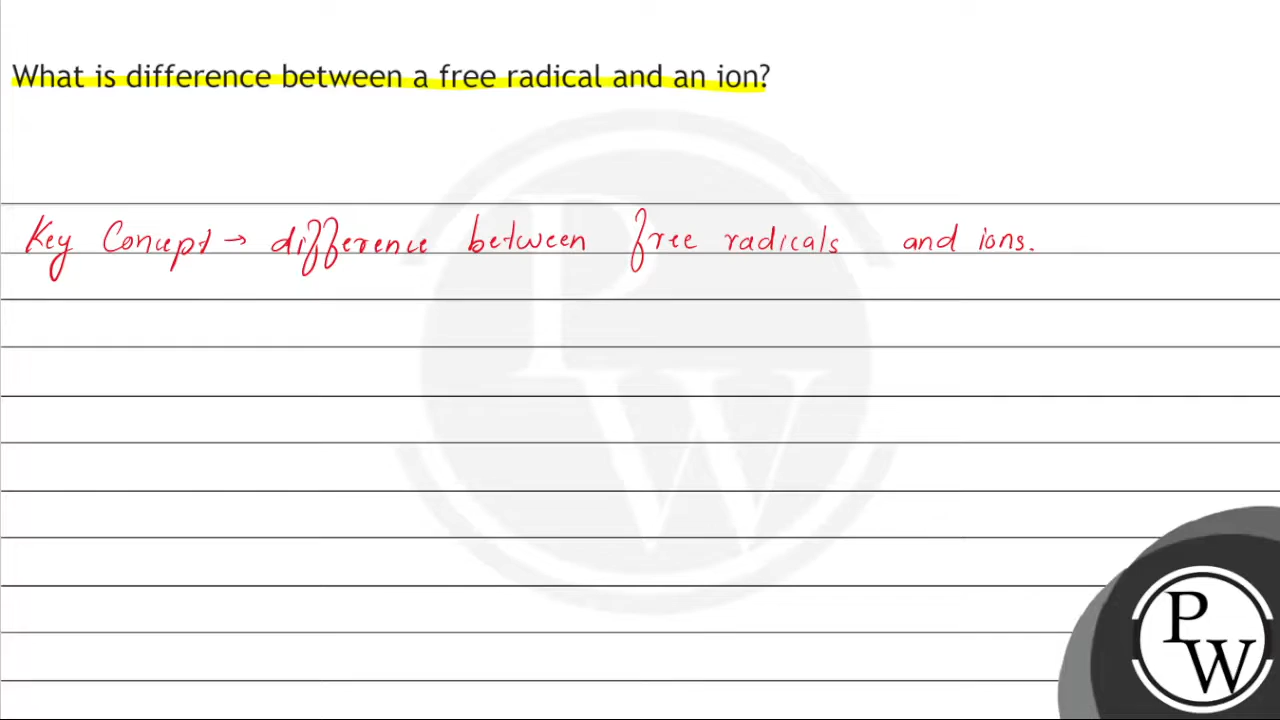 What is difference between a free radical and an ion?
Key Concept → difference between free radicals and ions.
P
W
P
W